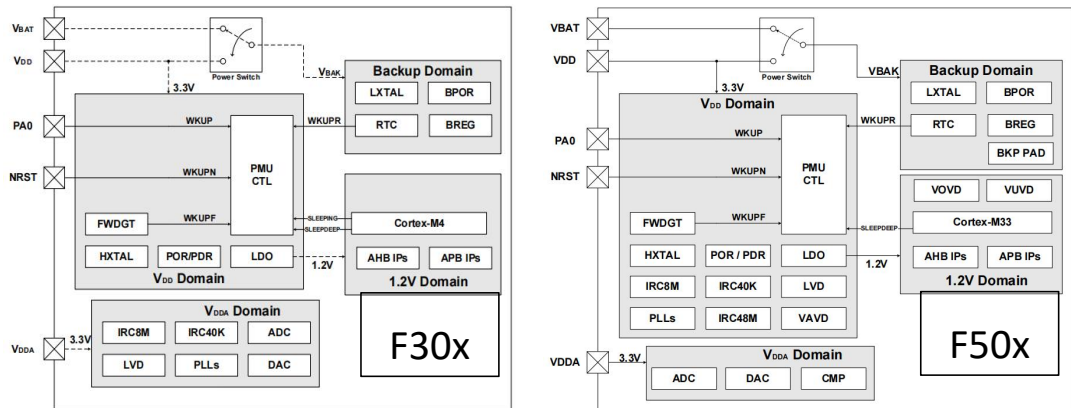 VBAT
VDD
Power Switch
VBAK
3.3V
Backup Domain
LXTAL BPOR
RTC BREG
PA0
WKUP
WKUPR
NRST
WKUPN
PMU
CTL
FWDGT
WKUPF
SLEEPING
SLEEPDEEP
Cortex-M4
HXTAL POR/PDR LDO
1.2V
AHB IPs APB IPs
VDD Domain
1.2V Domain
VDDA
3.3V
VDDA Domain
IRC8M IRC40K ADC
LVD PLLs DAC
F30x
VBAT
VDD
Power Switch
VBAK
3.3V
Backup Domain
LXTAL BPOR
RTC BREG
BKP PAD
VDD Domain
PA0
WKUP
WKUPR
NRST
WKUPN
PMU
CTL
FWDGT
WKUPF
VOVD VUVD
Cortex-M33
SLEEPDEEP
HXTAL POR / PDR LDO
1.2V
AHB IPs APB IPs
1.2V Domain
IRC8M IRC40K LVD
PLLs IRC48M VAVD
VDDA
3.3V
VDDA Domain
ADC DAC CMP
F50x